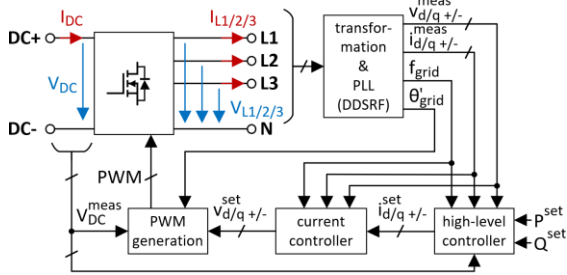 DC+
I_DC
I_L1/2/3
L1
L2
L3
N
V_DC
V_L1/2/3
DC-
transfor-
mation
&
PLL
(DDSRF)
v_d/q +/-^meas
i_d/q +/-^meas
f_grid
θ'_grid
PWM
V_DC^meas
PWM
generation
v_d/q +/-^set
current
controller
i_d/q +/-^set
high-level
controller
P^set
Q^set